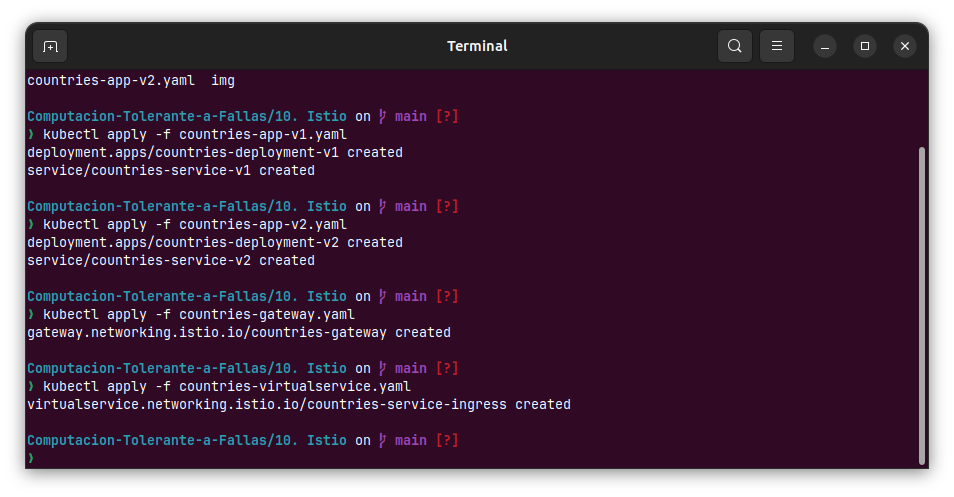 Terminal
countries-app-v2.yaml  img
Computacion-Tolerante-a-Fallas/10. Istio on main [?]
❯ kubectl apply -f countries-app-v1.yaml
deployment.apps/countries-deployment-v1 created
service/countries-service-v1 created
Computacion-Tolerante-a-Fallas/10. Istio on main [?]
❯ kubectl apply -f countries-app-v2.yaml
deployment.apps/countries-deployment-v2 created
service/countries-service-v2 created
Computacion-Tolerante-a-Fallas/10. Istio on main [?]
❯ kubectl apply -f countries-gateway.yaml
gateway.networking.istio.io/countries-gateway created
Computacion-Tolerante-a-Fallas/10. Istio on main [?]
❯ kubectl apply -f countries-virtualservice.yaml
virtualservice.networking.istio.io/countries-service-ingress created
Computacion-Tolerante-a-Fallas/10. Istio on main [?]
❯